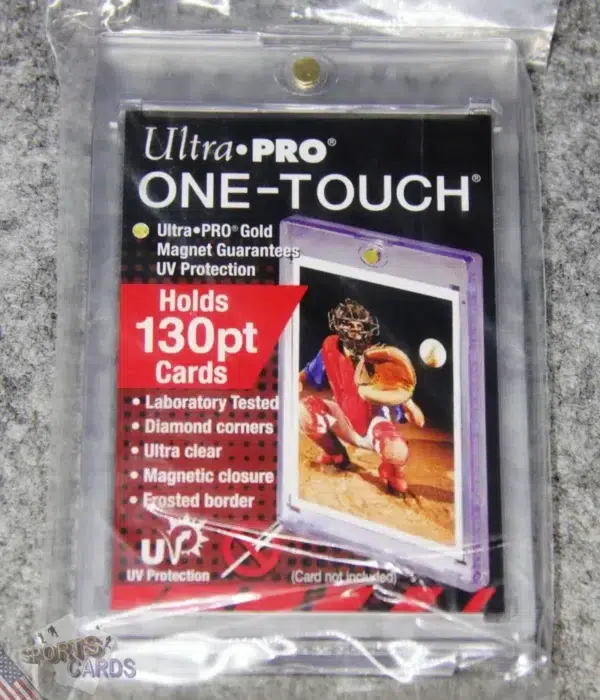 Ultra•PRO®
ONE-TOUCH®
Ultra•PRO® Gold
Magnet Guarantees
UV Protection
Holds
130pt
Cards
• Laboratory Tested
• Diamond corners
• Ultra clear
• Magnetic closure
• Frosted border
UV
UV Protection
(Card not included)
SPORTS
CARDS